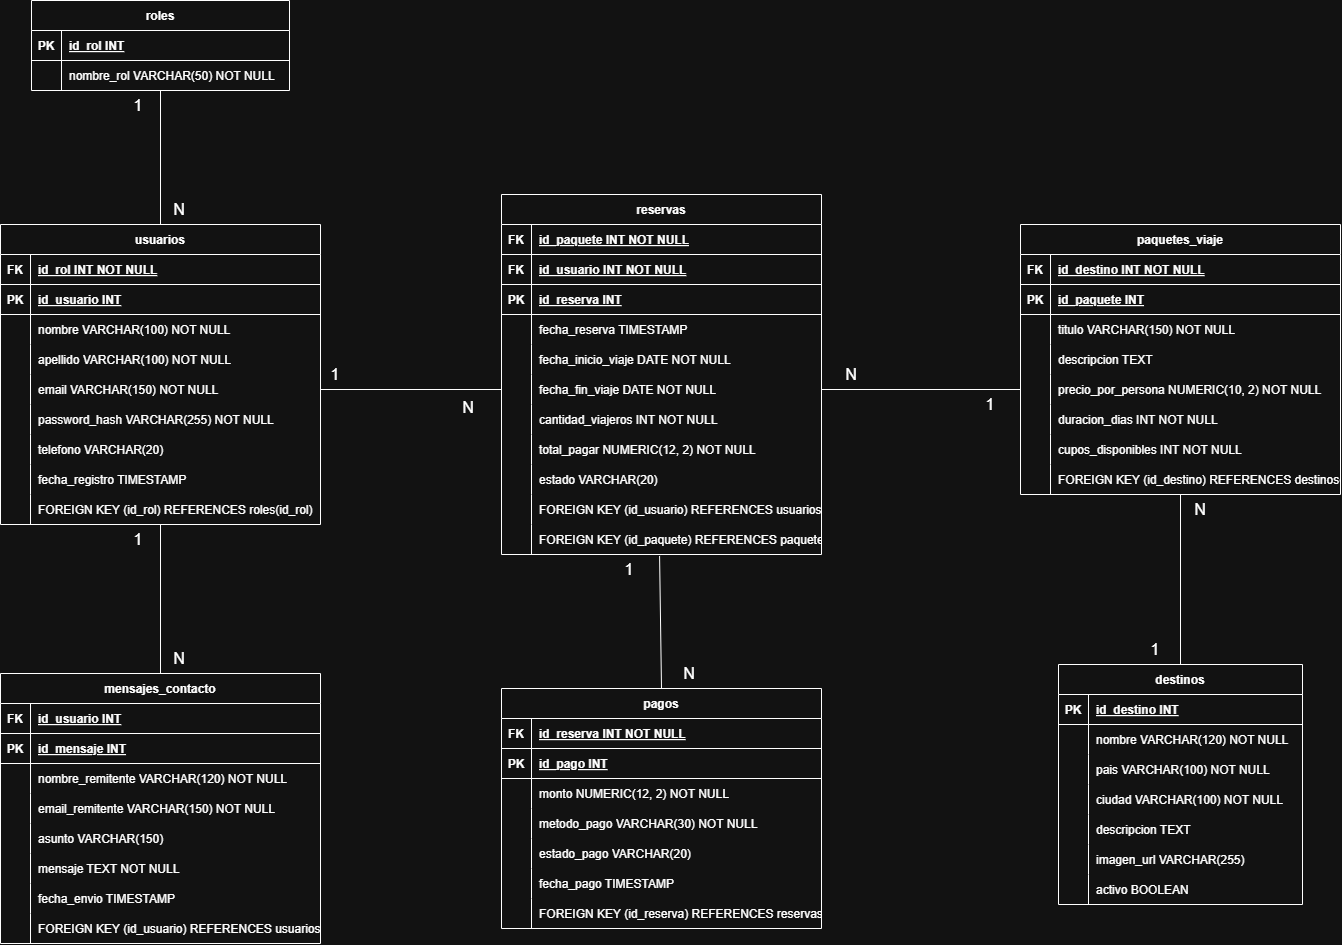 roles
PK id_rol INT
nombre_rol VARCHAR(50) NOT NULL
1
N
usuarios
FK id_rol INT NOT NULL
PK id_usuario INT
nombre VARCHAR(100) NOT NULL
apellido VARCHAR(100) NOT NULL
email VARCHAR(150) NOT NULL
password_hash VARCHAR(255) NOT NULL
telefono VARCHAR(20)
fecha_registro TIMESTAMP
FOREIGN KEY (id_rol) REFERENCES roles(id_rol)
1
N
reservas
FK id_paquete INT NOT NULL
FK id_usuario INT NOT NULL
PK id_reserva INT
fecha_reserva TIMESTAMP
fecha_inicio_viaje DATE NOT NULL
fecha_fin_viaje DATE NOT NULL
cantidad_viajeros INT NOT NULL
total_pagar NUMERIC(12, 2) NOT NULL
estado VARCHAR(20)
FOREIGN KEY (id_usuario) REFERENCES usuarios
FOREIGN KEY (id_paquete) REFERENCES paquete
N
1
paquetes_viaje
FK id_destino INT NOT NULL
PK id_paquete INT
titulo VARCHAR(150) NOT NULL
descripcion TEXT
precio_por_persona NUMERIC(10, 2) NOT NULL
duracion_dias INT NOT NULL
cupos_disponibles INT NOT NULL
FOREIGN KEY (id_destino) REFERENCES destinos
1
N
mensajes_contacto
FK id_usuario INT
PK id_mensaje INT
nombre_remitente VARCHAR(120) NOT NULL
email_remitente VARCHAR(150) NOT NULL
asunto VARCHAR(150)
mensaje TEXT NOT NULL
fecha_envio TIMESTAMP
FOREIGN KEY (id_usuario) REFERENCES usuarios
1
N
pagos
FK id_reserva INT NOT NULL
PK id_pago INT
monto NUMERIC(12, 2) NOT NULL
metodo_pago VARCHAR(30) NOT NULL
estado_pago VARCHAR(20)
fecha_pago TIMESTAMP
FOREIGN KEY (id_reserva) REFERENCES reservas
N
1
destinos
PK id_destino INT
nombre VARCHAR(120) NOT NULL
pais VARCHAR(100) NOT NULL
ciudad VARCHAR(100) NOT NULL
descripcion TEXT
imagen_url VARCHAR(255)
activo BOOLEAN